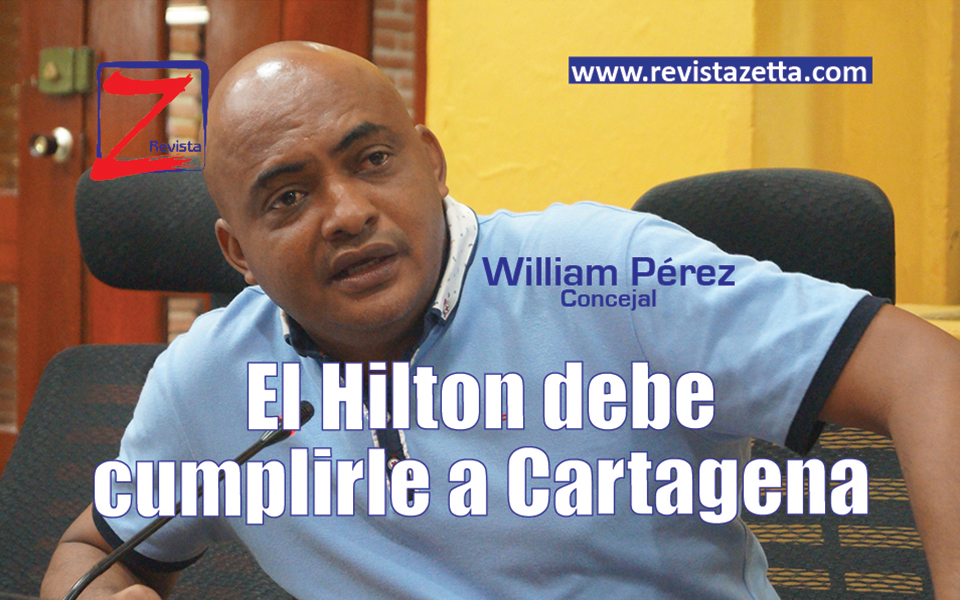 www.revistazetta.com
Z
Revista
William Pérez
Concejal
El Hilton debe
cumplirle a Cartagena